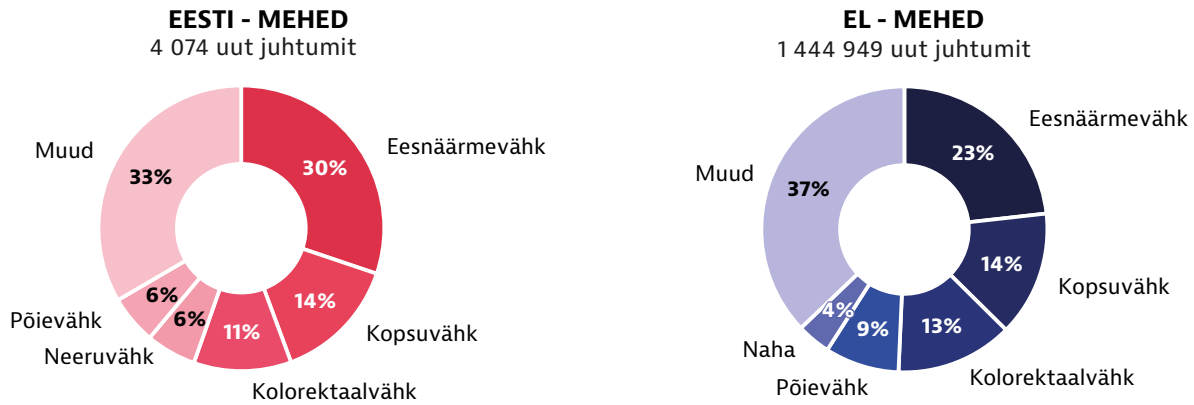 EESTI - MEHED
4 074 uut juhtumit
Eesnäärmevähk
30%
Kopsuvähk
14%
Kolorektaalvähk
11%
Neeruvähk
6%
Põievähk
6%
Muud
33%
EL - MEHED
1 444 949 uut juhtumit
Eesnäärmevähk
23%
Kopsuvähk
14%
Kolorektaalvähk
13%
Põievähk
9%
Naha
4%
Muud
37%